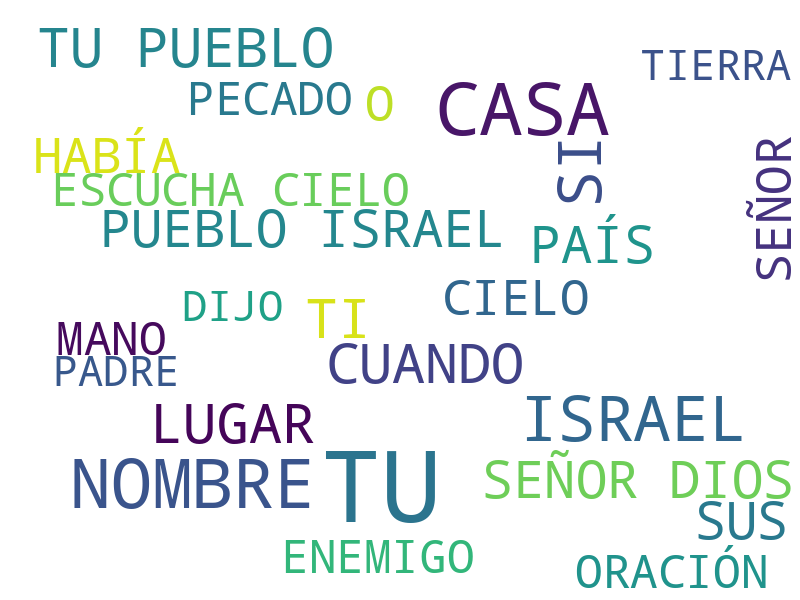 TU PUEBLO
TIERRA
PECADO
O
CASA
HABÍA
SI
SEÑOR
ESCUCHA CIELO
PUEBLO ISRAEL
PAÍS
DIJO
TI
CIELO
MANO
CUANDO
PADRE
LUGAR
ISRAEL
NOMBRE
TU
SEÑOR DIOS
SUS
ENEMIGO
ORACIÓN